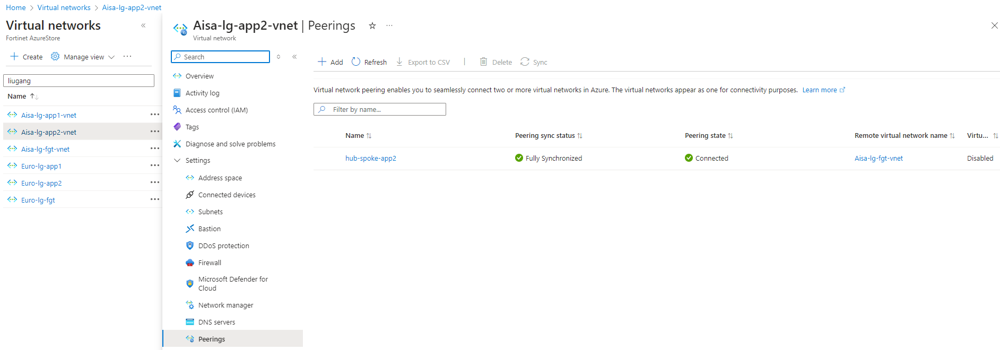 Home > Virtual networks > Aisa-lg-app2-vnet
Virtual networks
Fortinet AzureStore
Create Manage view
liugang
Name
Aisa-lg-app1-vnet
Aisa-lg-app2-vnet
Aisa-lg-fgt-vnet
Euro-lg-app1
Euro-lg-app2
Euro-lg-fgt
Aisa-lg-app2-vnet | Peerings
Virtual network
Search
Overview
Activity log
Access control (IAM)
Tags
Diagnose and solve problems
Settings
Address space
Connected devices
Subnets
Bastion
DDoS protection
Firewall
Microsoft Defender for
Cloud
Network manager
DNS servers
Peerings
Add Refresh Export to CSV Delete Sync
Virtual network peering enables you to seamlessly connect two or more virtual networks in Azure. The virtual networks appear as one for connectivity purposes. Learn more
Filter by name...
Name Peering sync status Peering state Remote virtual network name Virtu...
hub-spoke-app2 Fully Synchronized Connected Aisa-lg-fgt-vnet Disabled